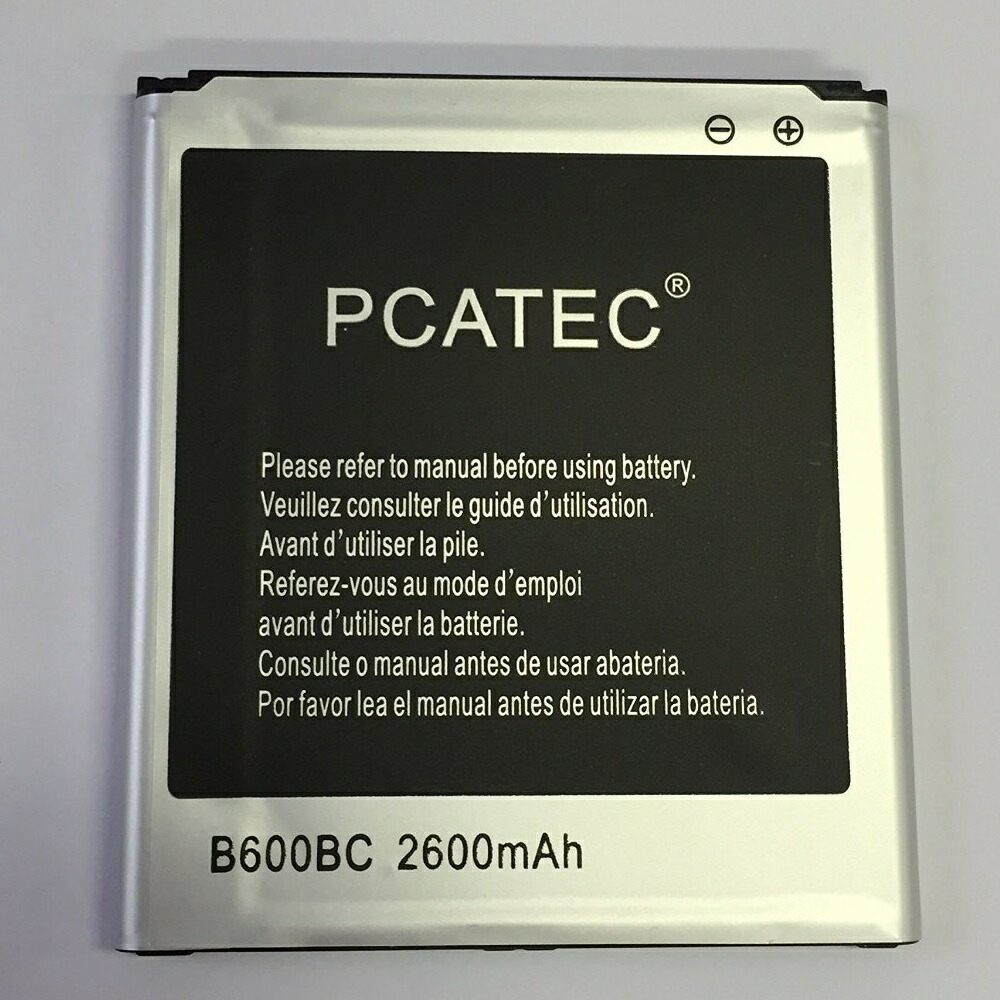 ⊖ ⊕
PCATEC®
Please refer to manual before using battery.
Veuillez consulter le guide d'utilisation.
Avant d'utiliser la pile.
Referez-vous au mode d'emploi
avant d'utiliser la batterie.
Consulte o manual antes de usar abateria.
Por favor lea el manual antes de utilizar la bateria.
B600BC 2600mAh